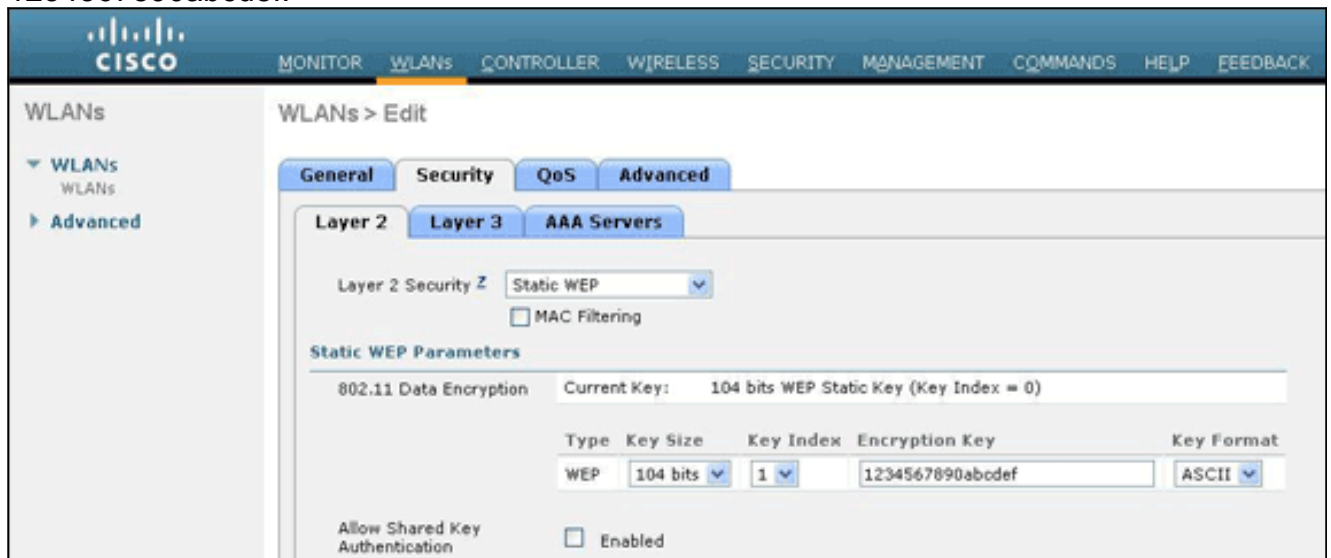 CISCO
MONITOR WLANs CONTROLLER WIRELESS SECURITY MANAGEMENT COMMANDS HELP FEEDBACK
WLANs
WLANs > Edit
WLANs
WLANs
Advanced
General Security QoS Advanced
Layer 2 Layer 3 AAA Servers
Layer 2 Security Z Static WEP
MAC Filtering
Static WEP Parameters
802.11 Data Encryption Current Key: 104 bits WEP Static Key (Key Index = 0)
Type Key Size Key Index Encryption Key Key Format
WEP 104 bits 1 1234567890abcdef ASCII
Allow Shared Key
Authentication Enabled